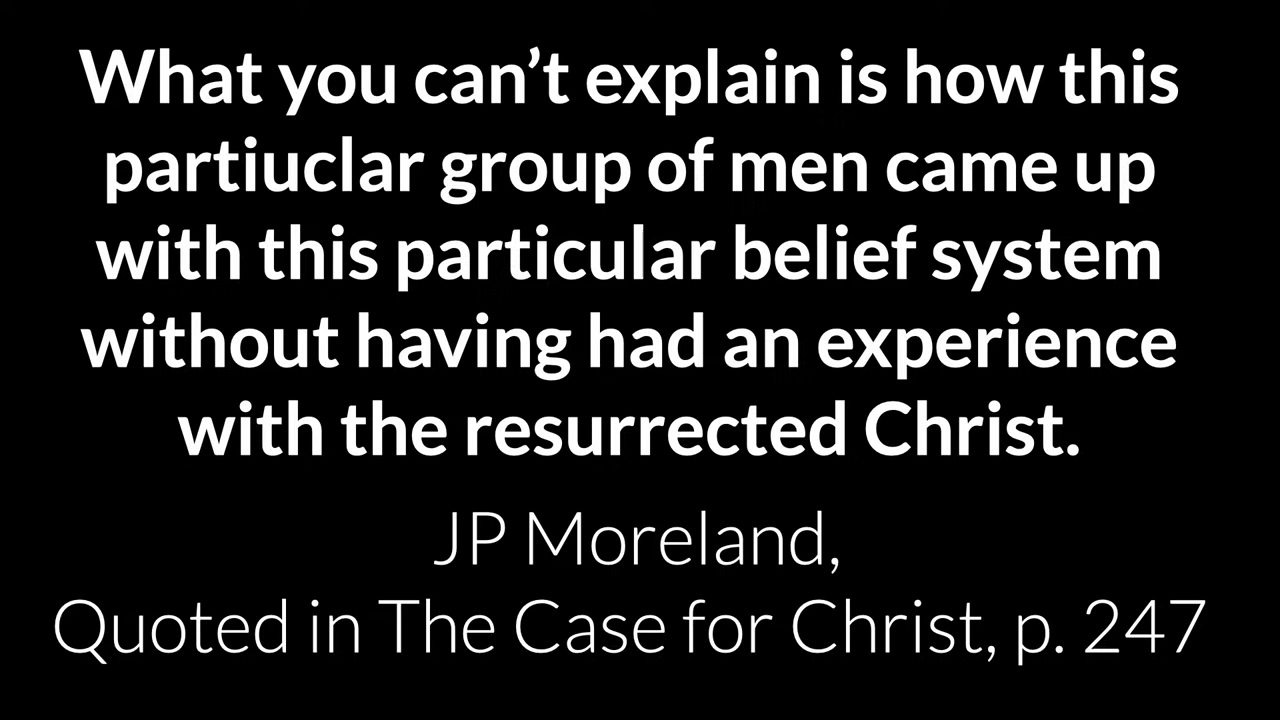 What you can’t explain is how this
partiuclar group of men came up
with this particular belief system
without having had an experience
with the resurrected Christ.
JP Moreland,
Quoted in The Case for Christ, p. 247